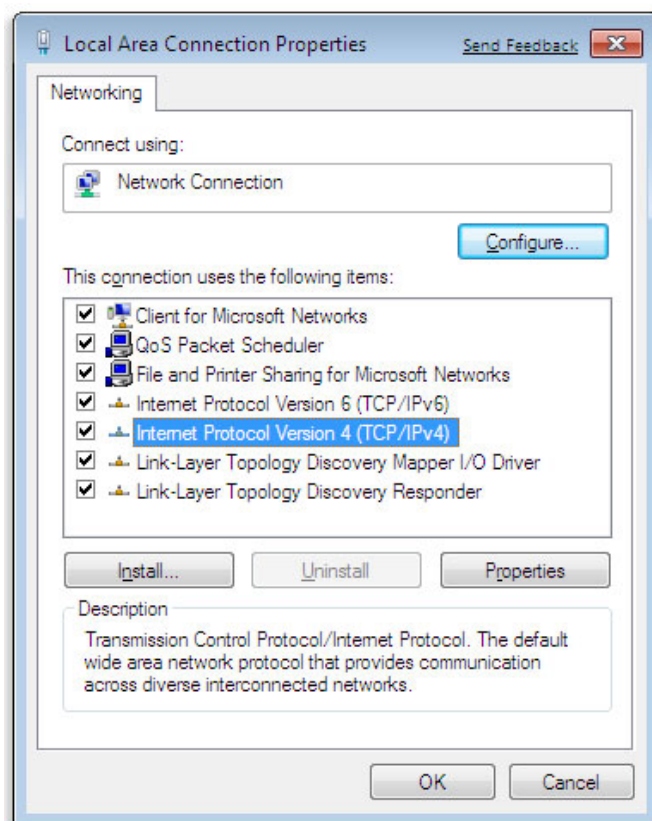 Local Area Connection Properties Send Feedback
Networking
Connect using:
Network Connection
Configure...
This connection uses the following items:
Client for Microsoft Networks
QoS Packet Scheduler
File and Printer Sharing for Microsoft Networks
Internet Protocol Version 6 (TCP/IPv6)
Internet Protocol Version 4 (TCP/IPv4)
Link-Layer Topology Discovery Mapper I/O Driver
Link-Layer Topology Discovery Responder
Install... Uninstall Properties
Description
Transmission Control Protocol/Internet Protocol. The default
wide area network protocol that provides communication
across diverse interconnected networks.
OK Cancel